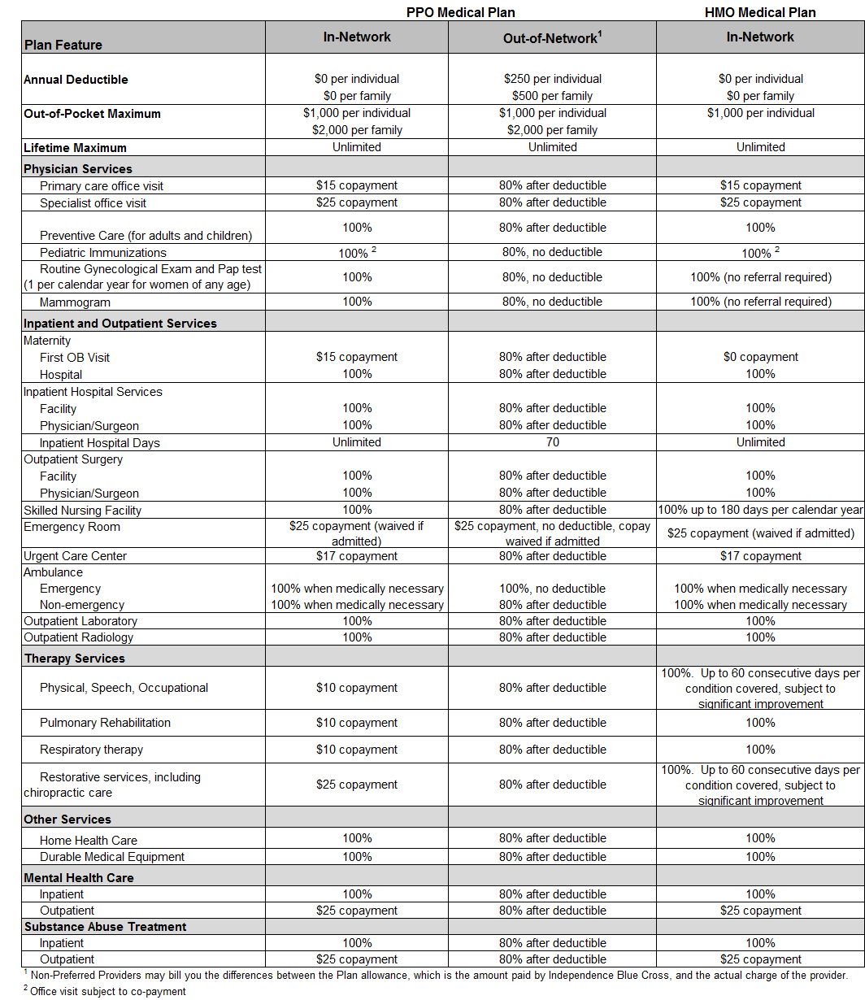 PPO Medical Plan HMO Medical Plan
Plan Feature In-Network Out-of-Network1 In-Network
Annual Deductible $0 per individual $250 per individual $0 per individual
$0 per family $500 per family $0 per family
Out-of-Pocket Maximum $1,000 per individual $1,000 per individual $1,000 per individual
$2,000 per family $2,000 per family
Lifetime Maximum Unlimited Unlimited Unlimited
Physician Services
Primary care office visit $15 copayment 80% after deductible $15 copayment
Specialist office visit $25 copayment 80% after deductible $25 copayment
Preventive Care (for adults and children) 100% 80% after deductible 100%
Pediatric Immunizations 100% 2 80%, no deductible 100% 2
Routine Gynecological Exam and Pap test
(1 per calendar year for women of any age) 100% 80%, no deductible 100% (no referral required)
Mammogram 100% 80%, no deductible 100% (no referral required)
Inpatient and Outpatient Services
Maternity
First OB Visit $15 copayment 80% after deductible $0 copayment
Hospital 100% 80% after deductible 100%
Inpatient Hospital Services
Facility 100% 80% after deductible 100%
Physician/Surgeon 100% 80% after deductible 100%
Inpatient Hospital Days Unlimited 70 Unlimited
Outpatient Surgery
Facility 100% 80% after deductible 100%
Physician/Surgeon 100% 80% after deductible 100%
Skilled Nursing Facility 100% 80% after deductible 100% up to 180 days per calendar year
Emergency Room $25 copayment (waived if $25 copayment, no deductible, copay $25 copayment (waived if admitted)
admitted) waived if admitted
Urgent Care Center $17 copayment 80% after deductible $17 copayment
Ambulance
Emergency 100% when medically necessary 100%, no deductible 100% when medically necessary
Non-emergency 100% when medically necessary 80% after deductible 100% when medically necessary
Outpatient Laboratory 100% 80% after deductible 100%
Outpatient Radiology 100% 80% after deductible 100%
Therapy Services
100%. Up to 60 consecutive days per
Physical, Speech, Occupational $10 copayment 80% after deductible condition covered, subject to
significant improvement
Pulmonary Rehabilitation $10 copayment 80% after deductible 100%
Respiratory therapy $10 copayment 80% after deductible 100%
100%. Up to 60 consecutive days per
Restorative services, including $25 copayment 80% after deductible condition covered, subject to
chiropractic care significant improvement
Other Services
Home Health Care 100% 80% after deductible 100%
Durable Medical Equipment 100% 80% after deductible 100%
Mental Health Care
Inpatient 100% 80% after deductible 100%
Outpatient $25 copayment 80% after deductible $25 copayment
Substance Abuse Treatment
Inpatient 100% 80% after deductible 100%
Outpatient $25 copayment 80% after deductible $25 copayment
1 Non-Preferred Providers may bill you the differences between the Plan allowance, which is the amount paid by Independence Blue Cross, and the actual charge of the provider.
2 Office visit subject to co-payment